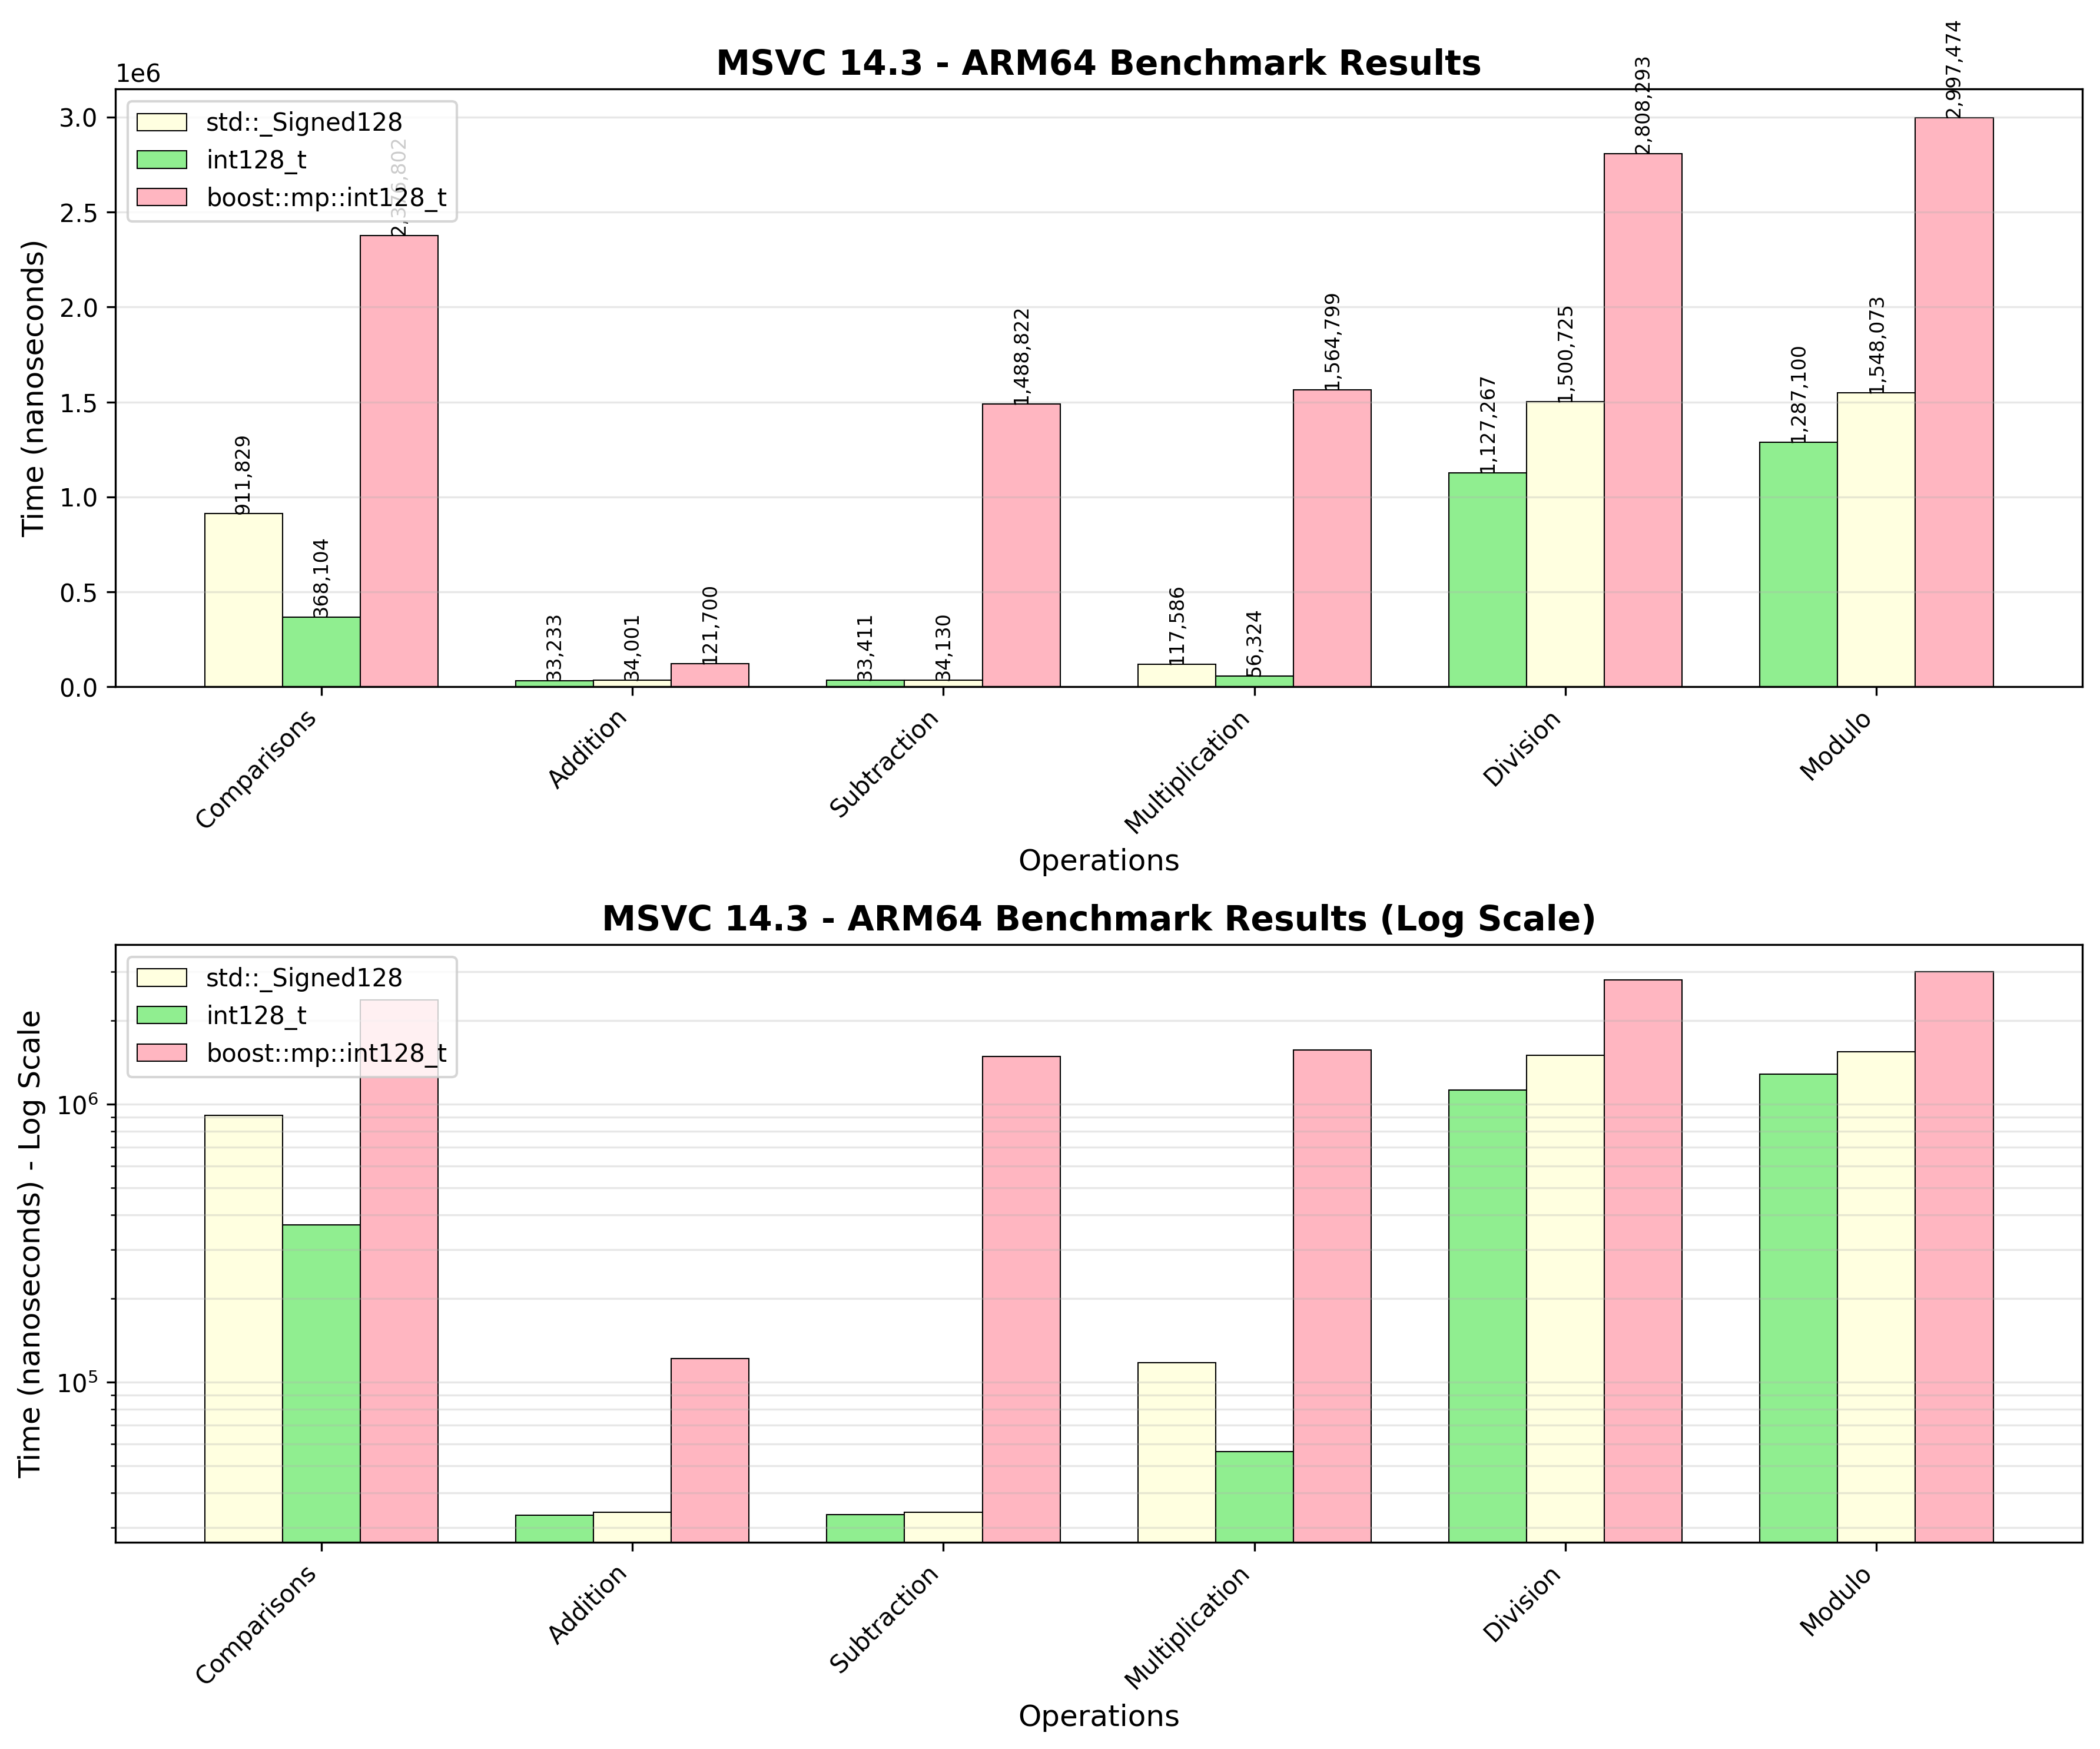 MSVC 14.3 - ARM64 Benchmark Results
1e6
std::_Signed128
int128_t
boost::mp::int128_t
Time (nanoseconds)
3.0
2.5
2.0
1.5
1.0
0.5
0.0
911,829
368,104
2,376,802
33,233
34,001
121,700
33,411
34,130
1,488,822
117,586
56,324
1,564,799
1,127,267
1,500,725
2,808,293
1,287,100
1,548,073
2,997,474
Comparisons
Addition
Subtraction
Multiplication
Division
Modulo
Operations
MSVC 14.3 - ARM64 Benchmark Results (Log Scale)
std::_Signed128
int128_t
boost::mp::int128_t
Time (nanoseconds) - Log Scale
10⁶
10⁵
Comparisons
Addition
Subtraction
Multiplication
Division
Modulo
Operations